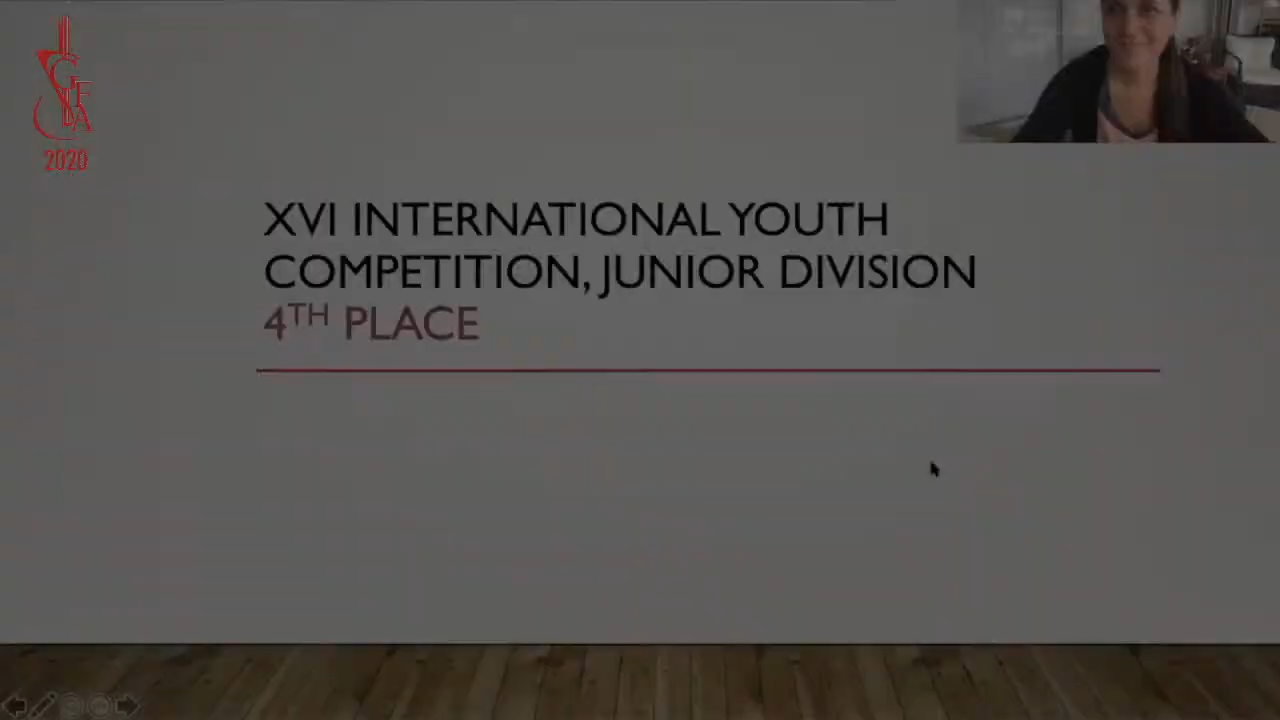 GFA
2020
XVI INTERNATIONAL YOUTH
COMPETITION, JUNIOR DIVISION
4TH PLACE